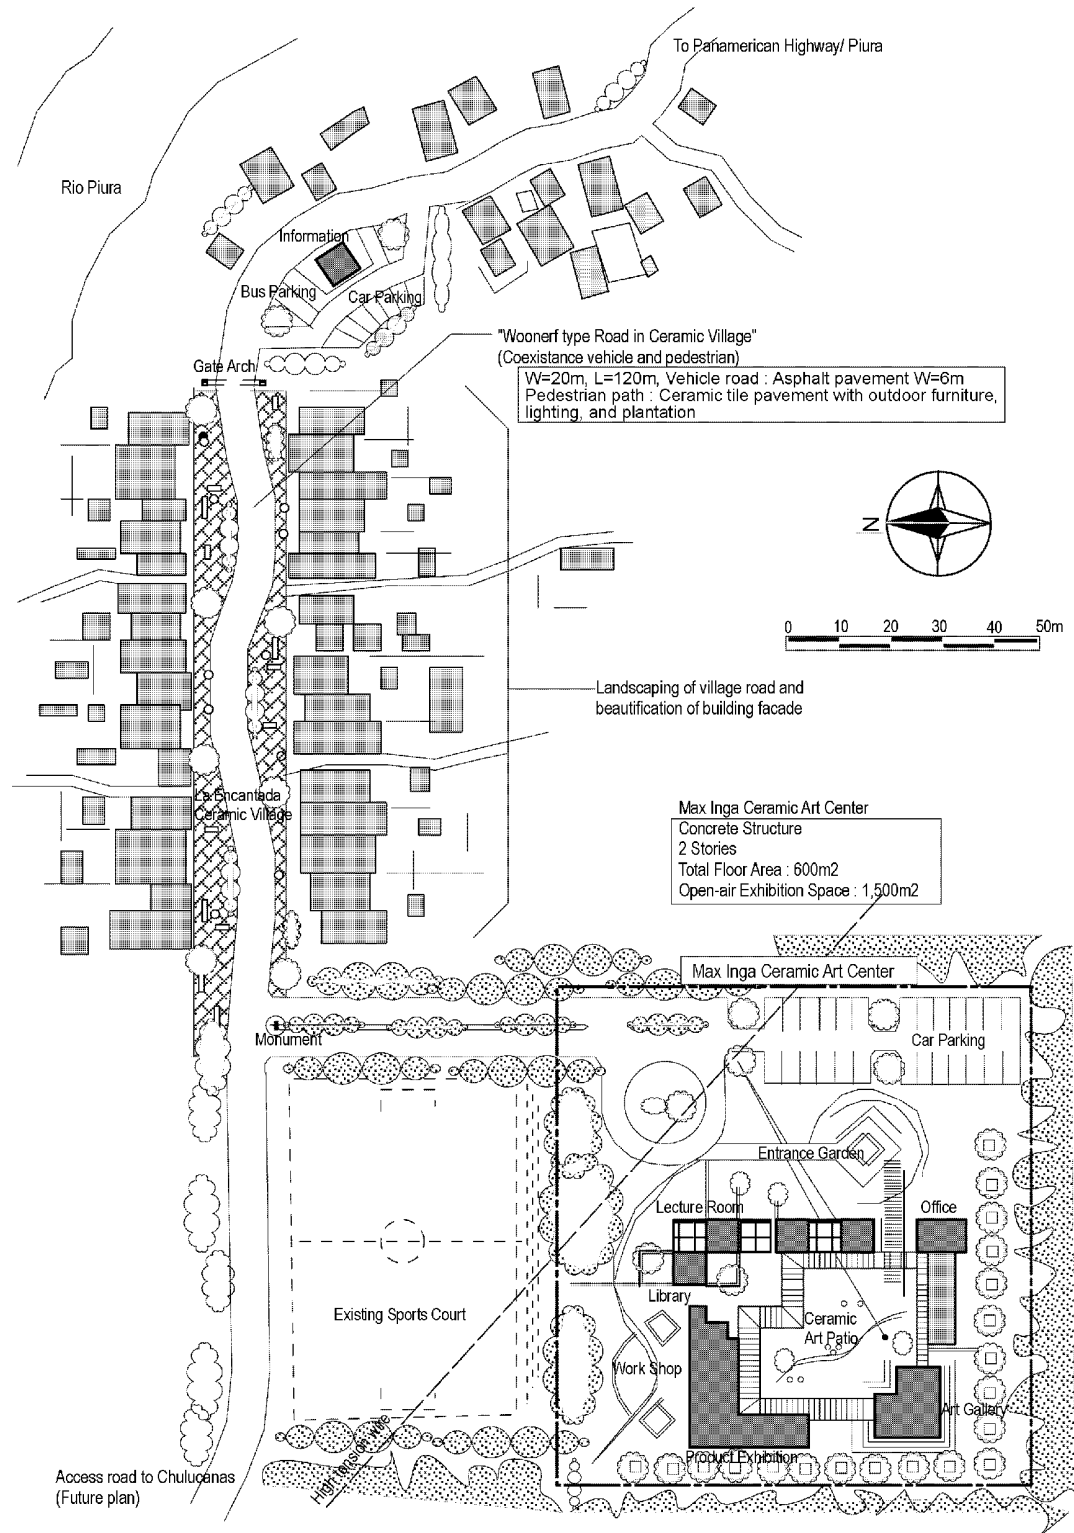 To Panamerican Highway/ Piura
Rio Piura
Information
Bus Parking
Car Parking
"Woonerf type Road in Ceramic Village"
(Coexistance vehicle and pedestrian)
Gate Arch
W=20m, L=120m, Vehicle road : Asphalt pavement W=6m
Pedestrian path : Ceramic tile pavement with outdoor furniture,
lighting, and plantation
N
0 10 20 30 40 50m
Landscaping of village road and
beautification of building facade
La Encantada
Ceramic Village
Max Inga Ceramic Art Center
Concrete Structure
2 Stories
Total Floor Area : 600m2
Open-air Exhibition Space : 1,500m2
Max Inga Ceramic Art Center
Monument
Car Parking
Entrance Garden
Lecture Room
Office
Library
Existing Sports Court
Ceramic
Art Patio
Work Shop
Art Gallery
Product Exhibition
High tension wire
Access road to Chulucanas
(Future plan)